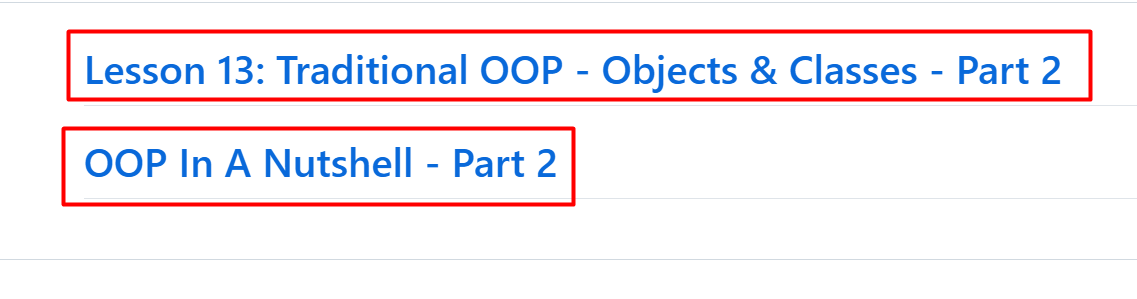 Lesson 13: Traditional OOP - Objects & Classes - Part 2
OOP In A Nutshell - Part 2